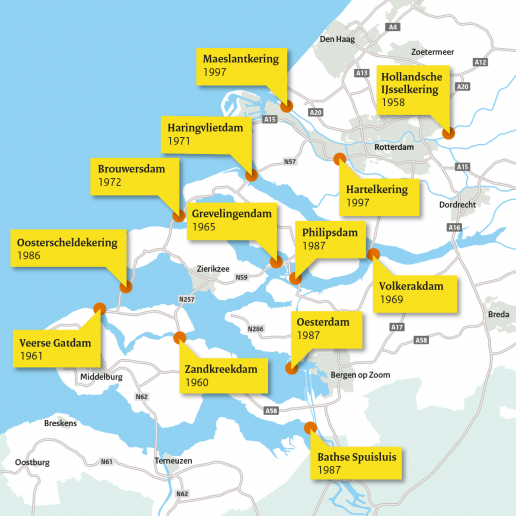 Den Haag
A4
Zoetermeer
Maeslantkering
1997
A13
A12
A12
Hollandsche
IJsselkering
1958
A20
A20
A15
Haringvlietdam
1971
Rotterdam
N57
Brouwersdam
1972
Hartelkering
1997
Grevelingendam
1965
Dordrecht
Philipsdam
1987
A16
Oosterscheldekering
1986
Zierikzee
N59
Volkerakdam
1969
N257
Breda
Oesterdam
1987
N286
A17
A58
Veerse Gatdam
1961
Zandkreekdam
1960
Middelburg
Bergen op Zoom
N62
A58
Breskens
Bathse Spuisluis
1987
Oostburg
N61
Terneuzen
N61
N62